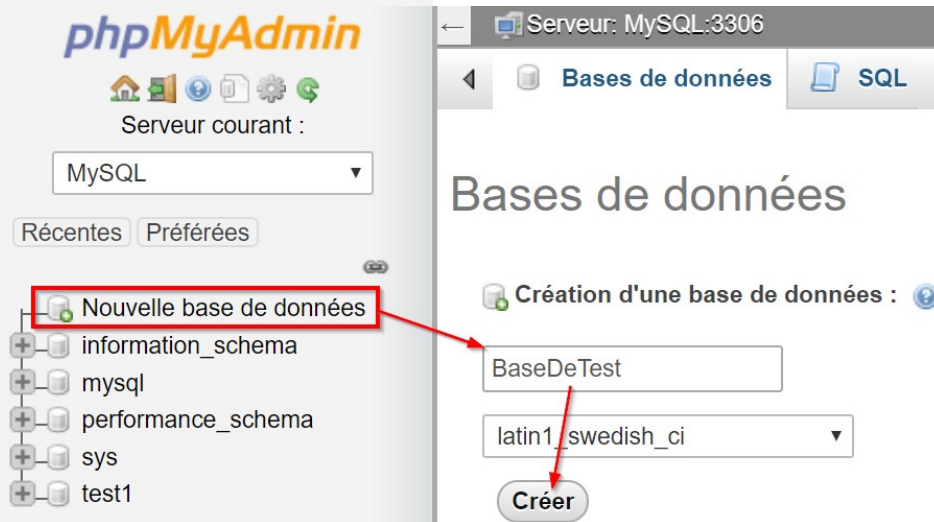 phpMyAdmin
Serveur courant :
MySQL
Récentes Préférées
Nouvelle base de données
information_schema
mysql
performance_schema
sys
test1
Serveur: MySQL:3306
Bases de données SQL
Bases de données
Création d'une base de données :
BaseDeTest
latin1_swedish_ci
Créer